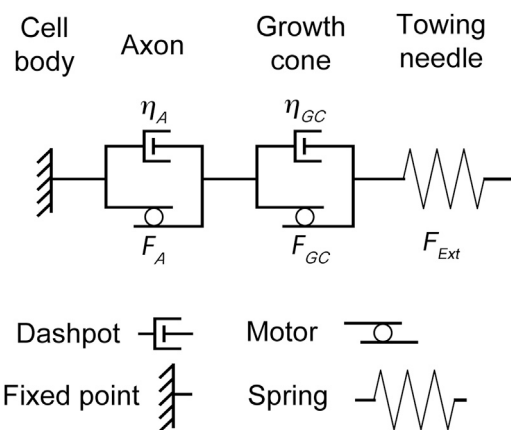 Cell body
Axon
Growth cone
Towing needle
η_A
η_GC
F_A
F_GC
F_Ext
Dashpot
Motor
Fixed point
Spring